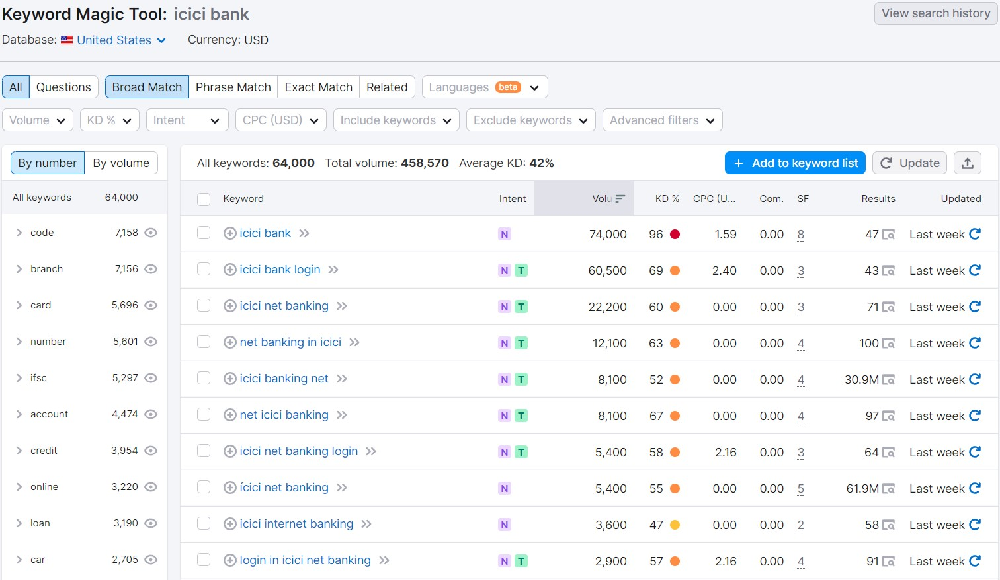 Keyword Magic Tool: icici bank
View search history
Database: United States
Currency: USD
All Questions Broad Match Phrase Match Exact Match Related Languages beta
Volume KD % Intent CPC (USD) Include keywords Exclude keywords Advanced filters
By number By volume
All keywords: 64,000 Total volume: 458,570 Average KD: 42%
+ Add to keyword list Update
All keywords 64,000
code 7,158
branch 7,156
card 5,696
number 5,601
ifsc 5,297
account 4,474
credit 3,954
online 3,220
loan 3,190
car 2,705
Keyword Intent Volu KD % CPC (U... Com. SF Results Updated
icici bank N 74,000 96 1.59 0.00 8 47 Last week
icici bank login N T 60,500 69 2.40 0.00 3 43 Last week
icici net banking N T 22,200 60 0.00 0.00 3 71 Last week
net banking in icici N T 12,100 63 0.00 0.00 4 100 Last week
icici banking net N T 8,100 52 0.00 0.00 4 30.9M Last week
net icici banking N T 8,100 67 0.00 0.00 4 97 Last week
icici net banking login N T 5,400 58 2.16 0.00 3 64 Last week
ícici net banking N 5,400 55 0.00 0.00 5 61.9M Last week
icici internet banking N 3,600 47 0.00 0.00 2 58 Last week
login in icici net banking N T 2,900 57 2.16 0.00 4 91 Last week